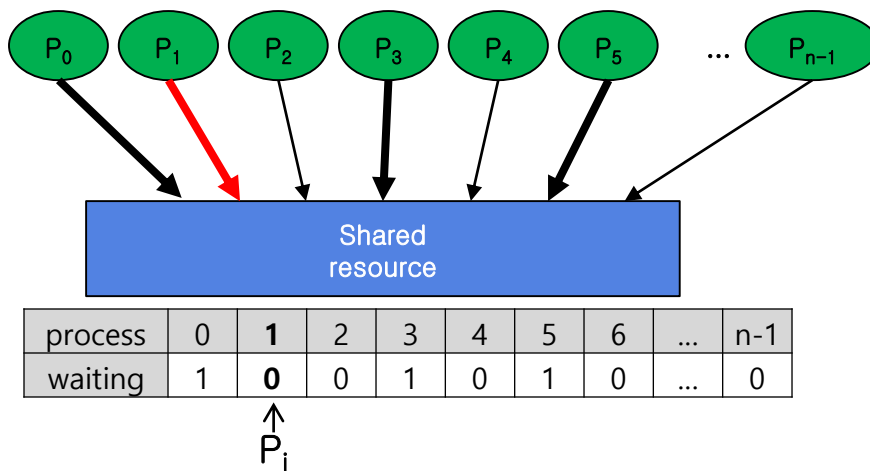 P0 P1 P2 P3 P4 P5 ... Pn-1
Shared
resource
process 0 1 2 3 4 5 6 ... n-1
waiting 1 0 0 1 0 1 0 ... 0
Pi